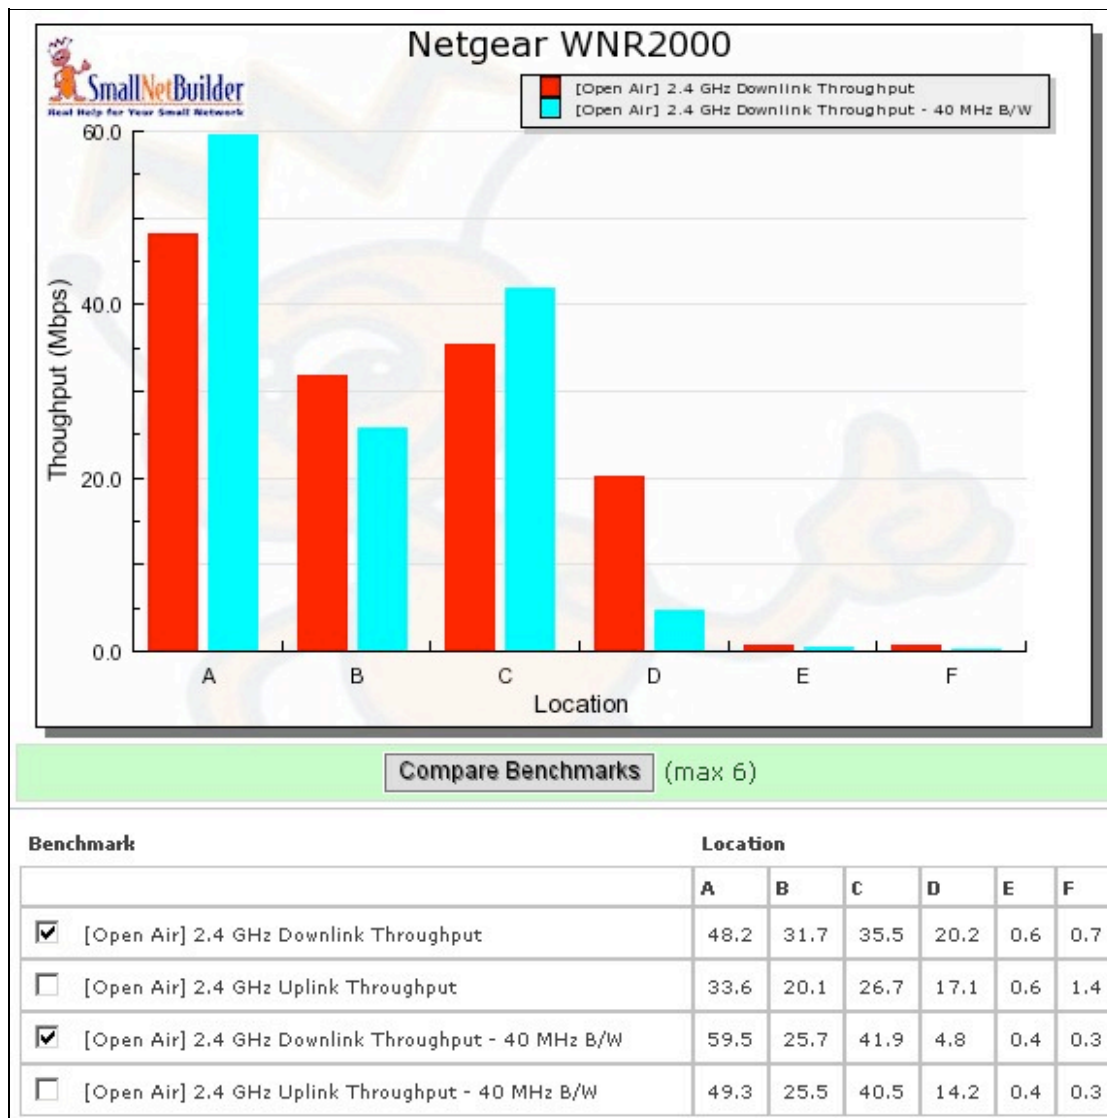 Netgear WNR2000
SmallNetBuilder
Real Help for Your Small Network
[Open Air] 2.4 GHz Downlink Throughput
[Open Air] 2.4 GHz Downlink Throughput - 40 MHz B/W
60.0
40.0
20.0
0.0
Thoughput (Mbps)
A B C D E F
Location
Compare Benchmarks (max 6)
Benchmark Location
A B C D E F
[Open Air] 2.4 GHz Downlink Throughput 48.2 31.7 35.5 20.2 0.6 0.7
[Open Air] 2.4 GHz Uplink Throughput 33.6 20.1 26.7 17.1 0.6 1.4
[Open Air] 2.4 GHz Downlink Throughput - 40 MHz B/W 59.5 25.7 41.9 4.8 0.4 0.3
[Open Air] 2.4 GHz Uplink Throughput - 40 MHz B/W 49.3 25.5 40.5 14.2 0.4 0.3